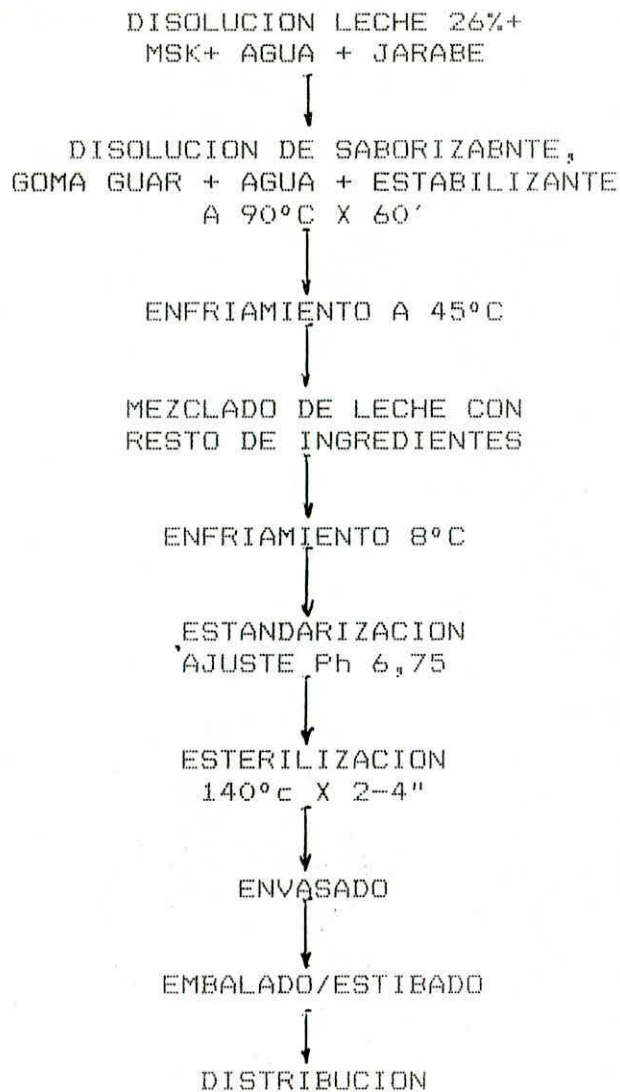 DISOLUCION LECHE 26%+
MSK+ AGUA + JARABE
DISOLUCION DE SABORIZABNTE,
GOMA GUAR + AGUA + ESTABILIZANTE
A 90°C X 60'
ENFRIAMIENTO A 45°C
MEZCLADO DE LECHE CON
RESTO DE INGREDIENTES
ENFRIAMIENTO 8°C
ESTANDARIZACION
AJUSTE Ph 6,75
ESTERILIZACION
140°c X 2-4"
ENVASADO
EMBALADO/ESTIBADO
DISTRIBUCION